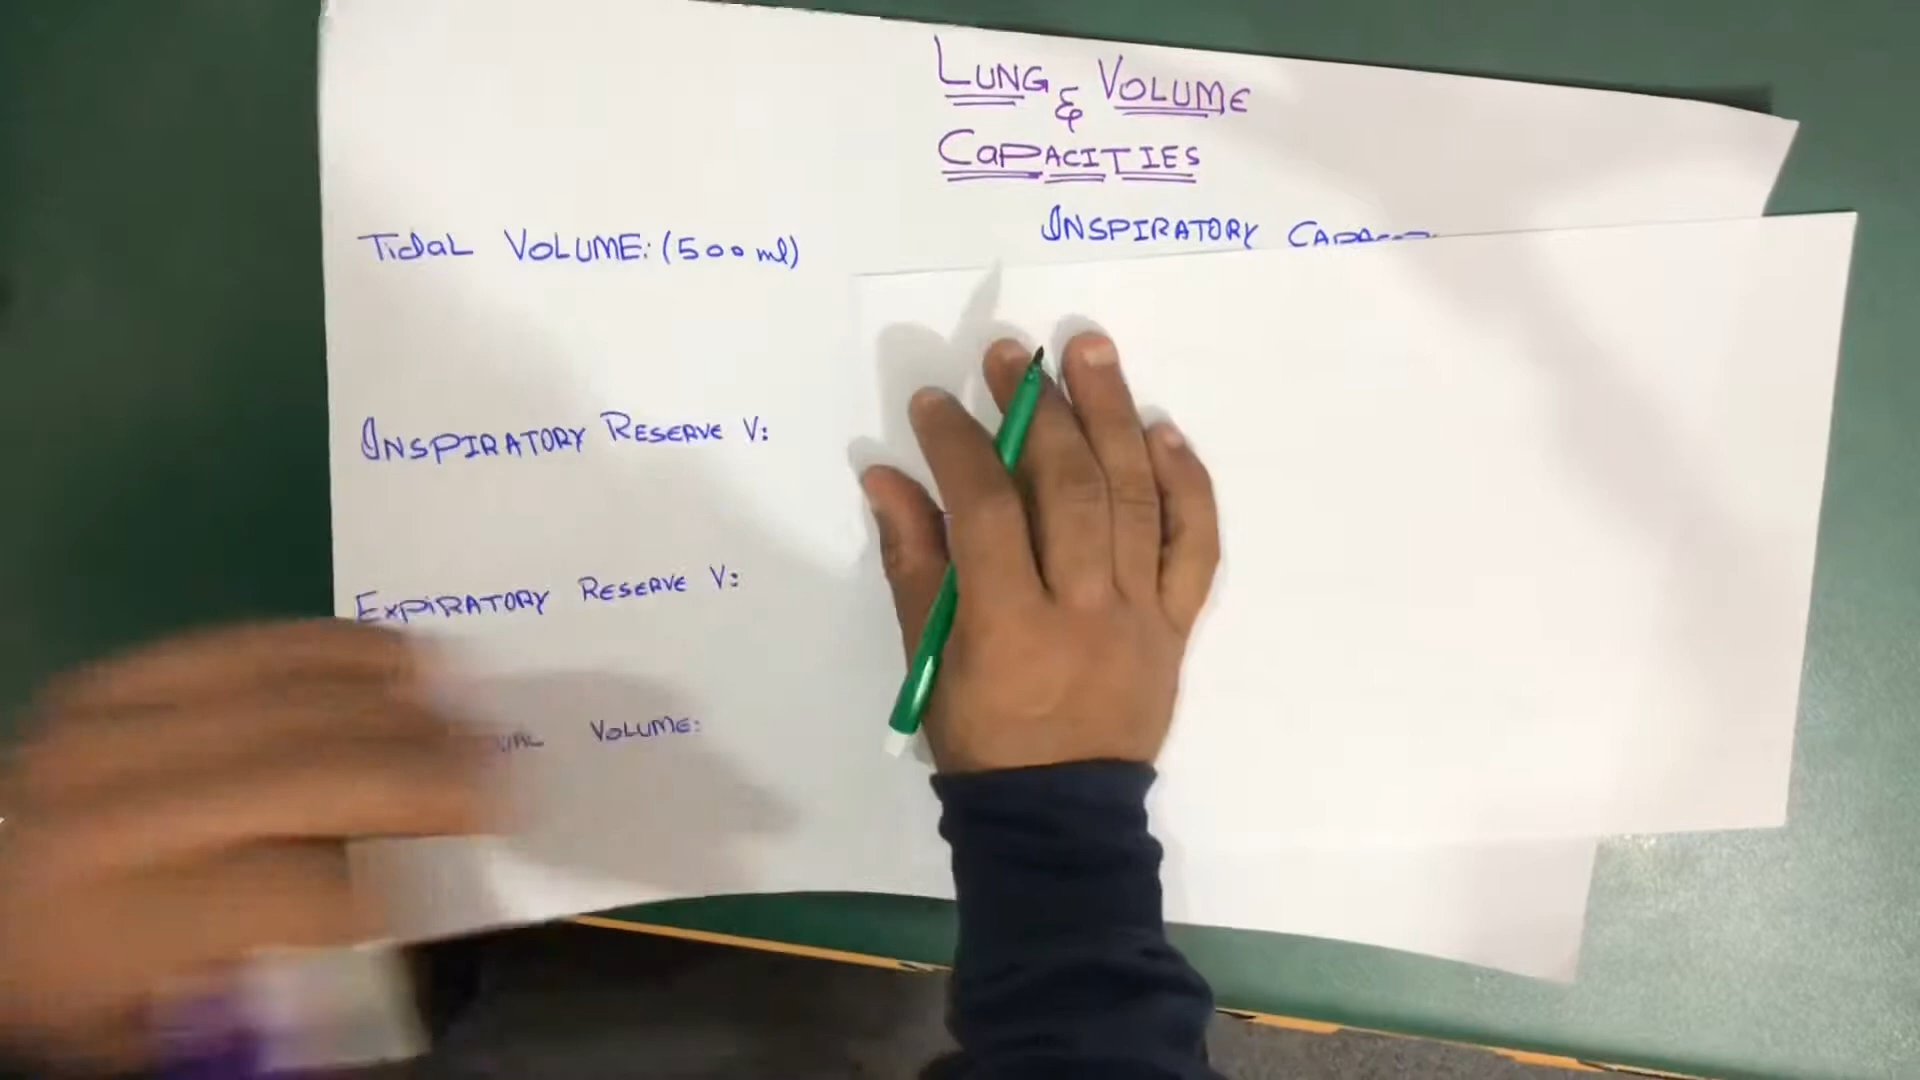 LUNG & VOLUME
CAPACITIES
TIDAL VOLUME: (500 ml)
INSPIRATORY
INSPIRATORY RESERVE V:
EXPIRATORY RESERVE V:
VOLUME: